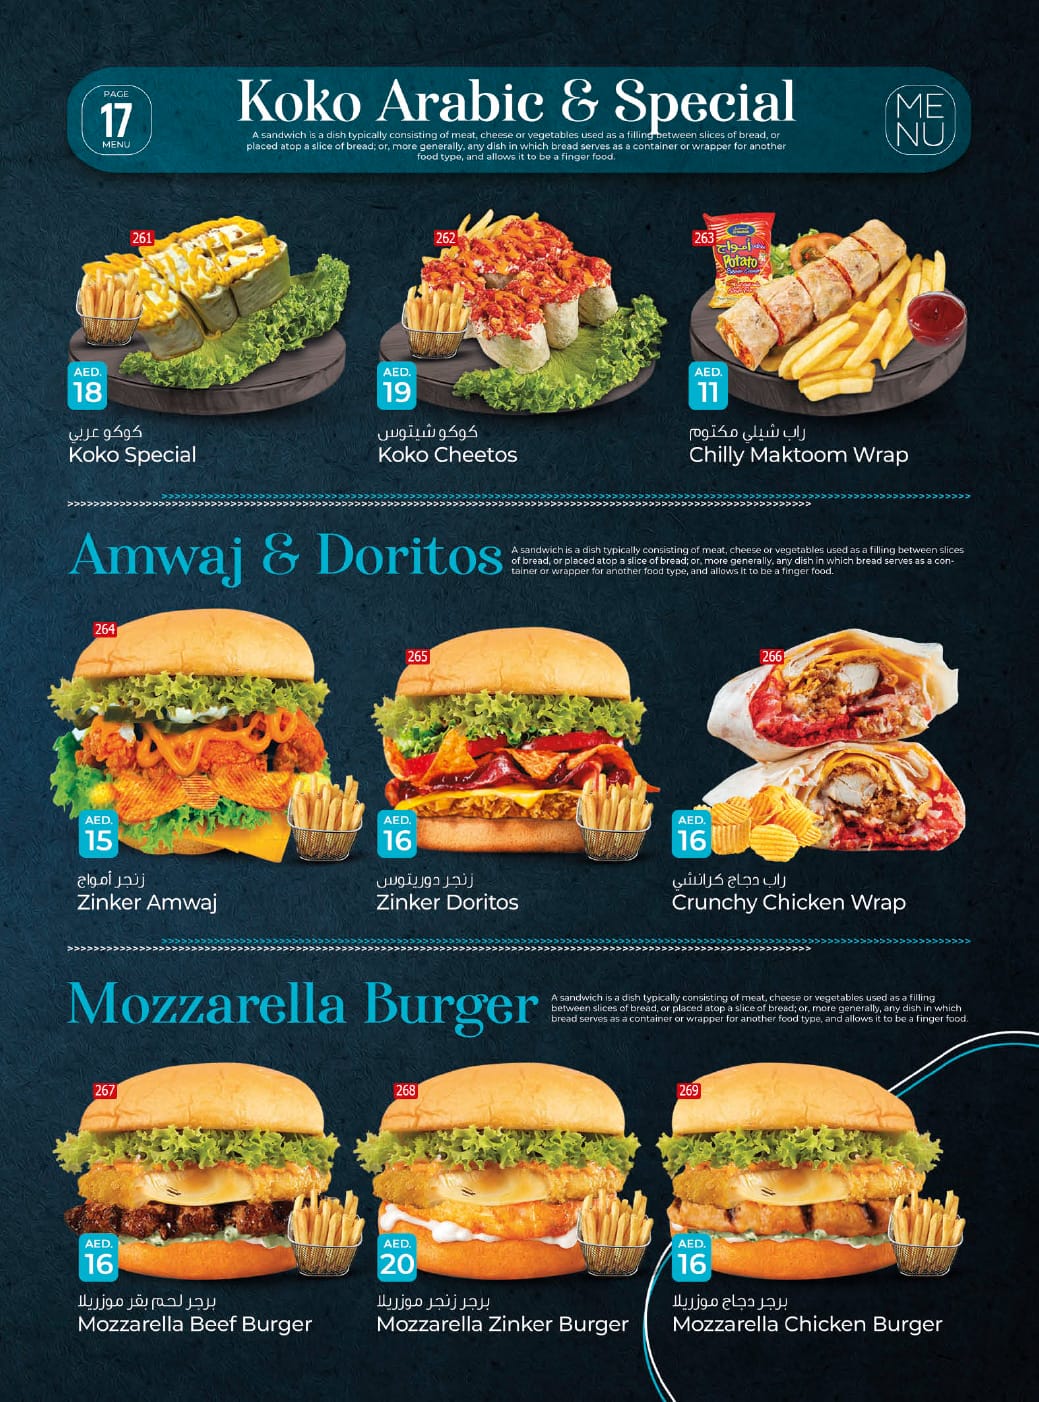 PAGE
17
MENU
Koko Arabic & Special
A sandwich is a dish typically consisting of meat, cheese or vegetables used as a filling between slices of bread, or
placed atop a slice of bread; or, more generally, any dish in which bread serves as a container or wrapper for another
food type, and allows it to be a finger food.
ME
NU
261
AED.
18
كوكو عربي
Koko Special
262
AED.
19
كوكو شيتوس
Koko Cheetos
263
أمواج
Potato
AED.
11
راب شيلي مكتوم
Chilly Maktoom Wrap
Amwaj & Doritos
A sandwich is a dish typically consisting of meat, cheese or vegetables used as a filling between slices
of bread, or placed atop a slice of bread; or, more generally, any dish in which bread serves as a con-
tainer or wrapper for another food type, and allows it to be a finger food.
264
AED.
15
زنجر أمواج
Zinker Amwaj
265
AED.
16
زنجر دوريتوس
Zinker Doritos
266
AED.
16
راب دجاج كرانشي
Crunchy Chicken Wrap
Mozzarella Burger
A sandwich is a dish typically consisting of meat, cheese or vegetables used as a filling
between slices of bread, or placed atop a slice of bread; or, more generally, any dish in which
bread serves as a container or wrapper for another food type, and allows it to be a finger food.
267
AED.
16
برجر لحم بقر موزريلا
Mozzarella Beef Burger
268
AED.
20
برجر زنجر موزريلا
Mozzarella Zinker Burger
269
AED.
16
برجر دجاج موزريلا
Mozzarella Chicken Burger